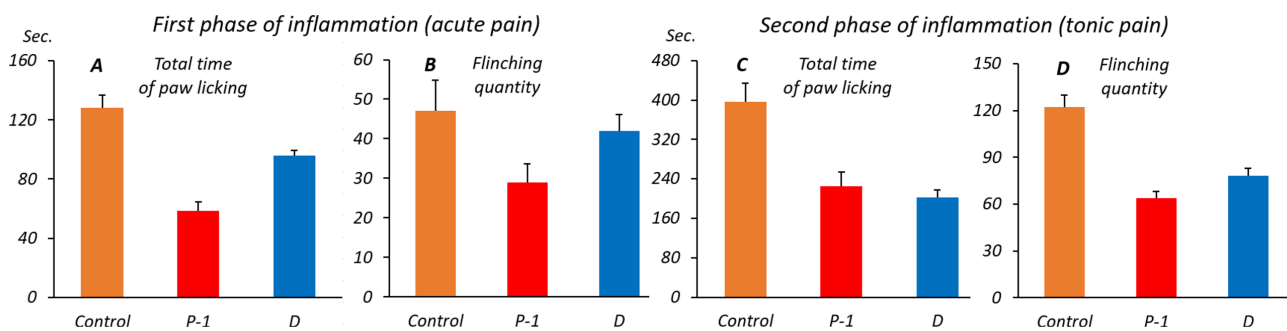 First phase of inflammation (acute pain)
Second phase of inflammation (tonic pain)
Sec.
A
Total time
of paw licking
160
120
80
40
0
Control P-1 D
B
Flinching
quantity
60
50
40
30
20
10
0
Control P-1 D
Sec.
C
Total time
of paw licking
480
400
320
240
160
80
0
Control P-1 D
D
Flinching
quantity
150
120
90
60
30
0
Control P-1 D